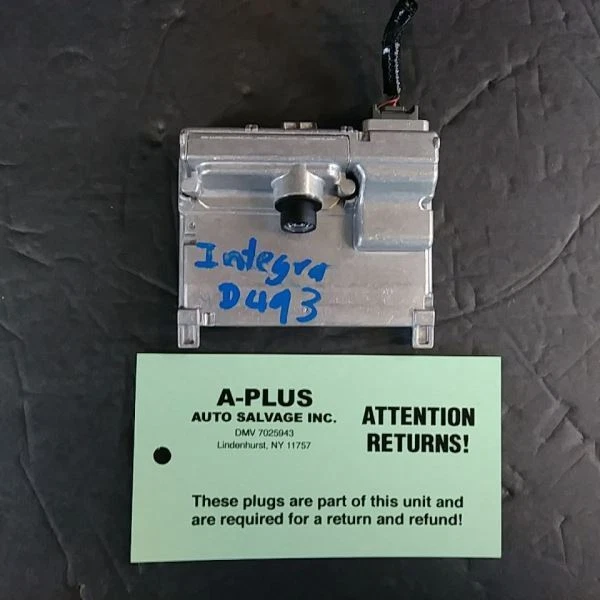 Integra
D493
A-PLUS
AUTO SALVAGE INC.
DMV 7025943
Lindenhurst, NY 11757
ATTENTION
RETURNS!
These plugs are part of this unit and
are required for a return and refund!